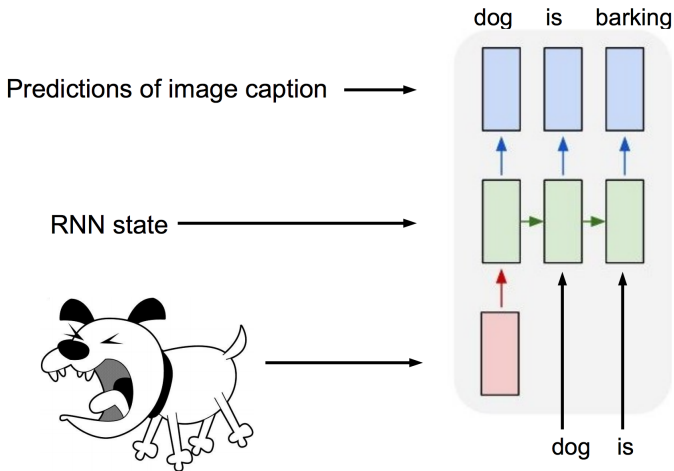 dog is barking
Predictions of image caption
RNN state
dog is